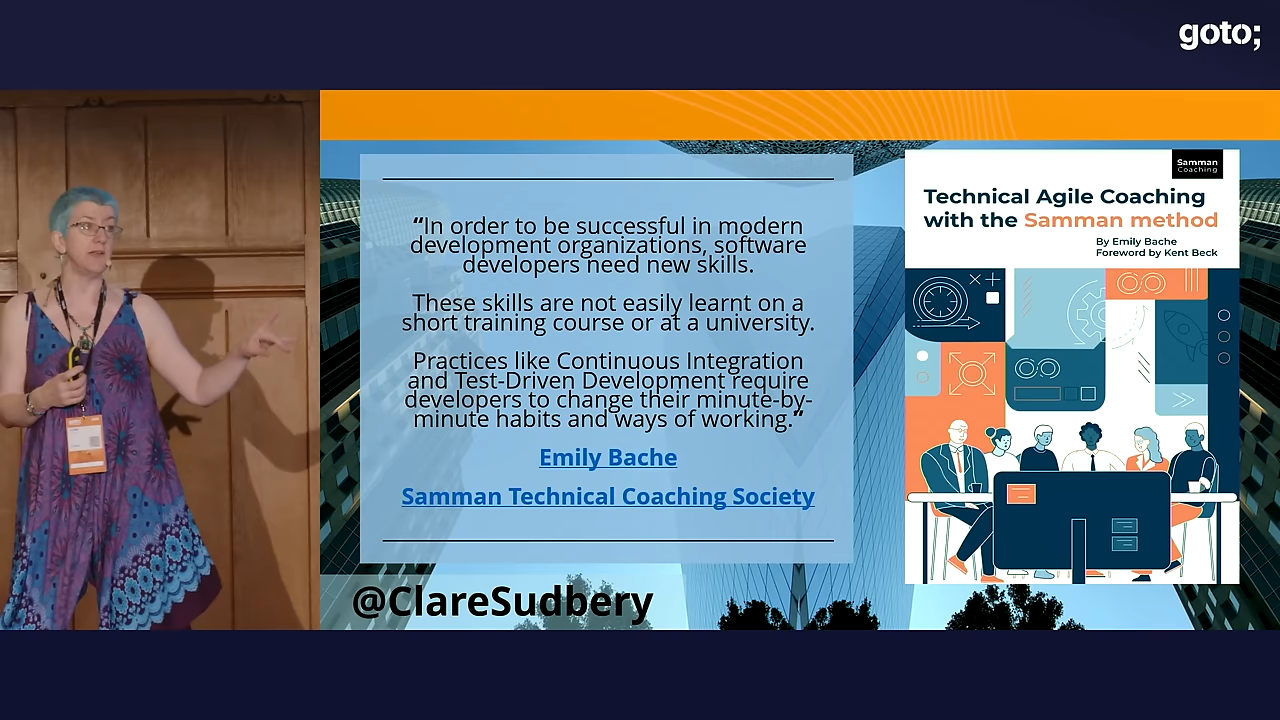 goto;
“In order to be successful in modern
development organizations, software
developers need new skills.
These skills are not easily learnt on a
short training course or at a university.
Practices like Continuous Integration
and Test-Driven Development require
developers to change their minute-by-
minute habits and ways of working.”
Emily Bache
Samman Technical Coaching Society
@ClareSudbery
Samman
Coaching
Technical Agile Coaching
with the Samman method
By Emily Bache
Foreword by Kent Beck